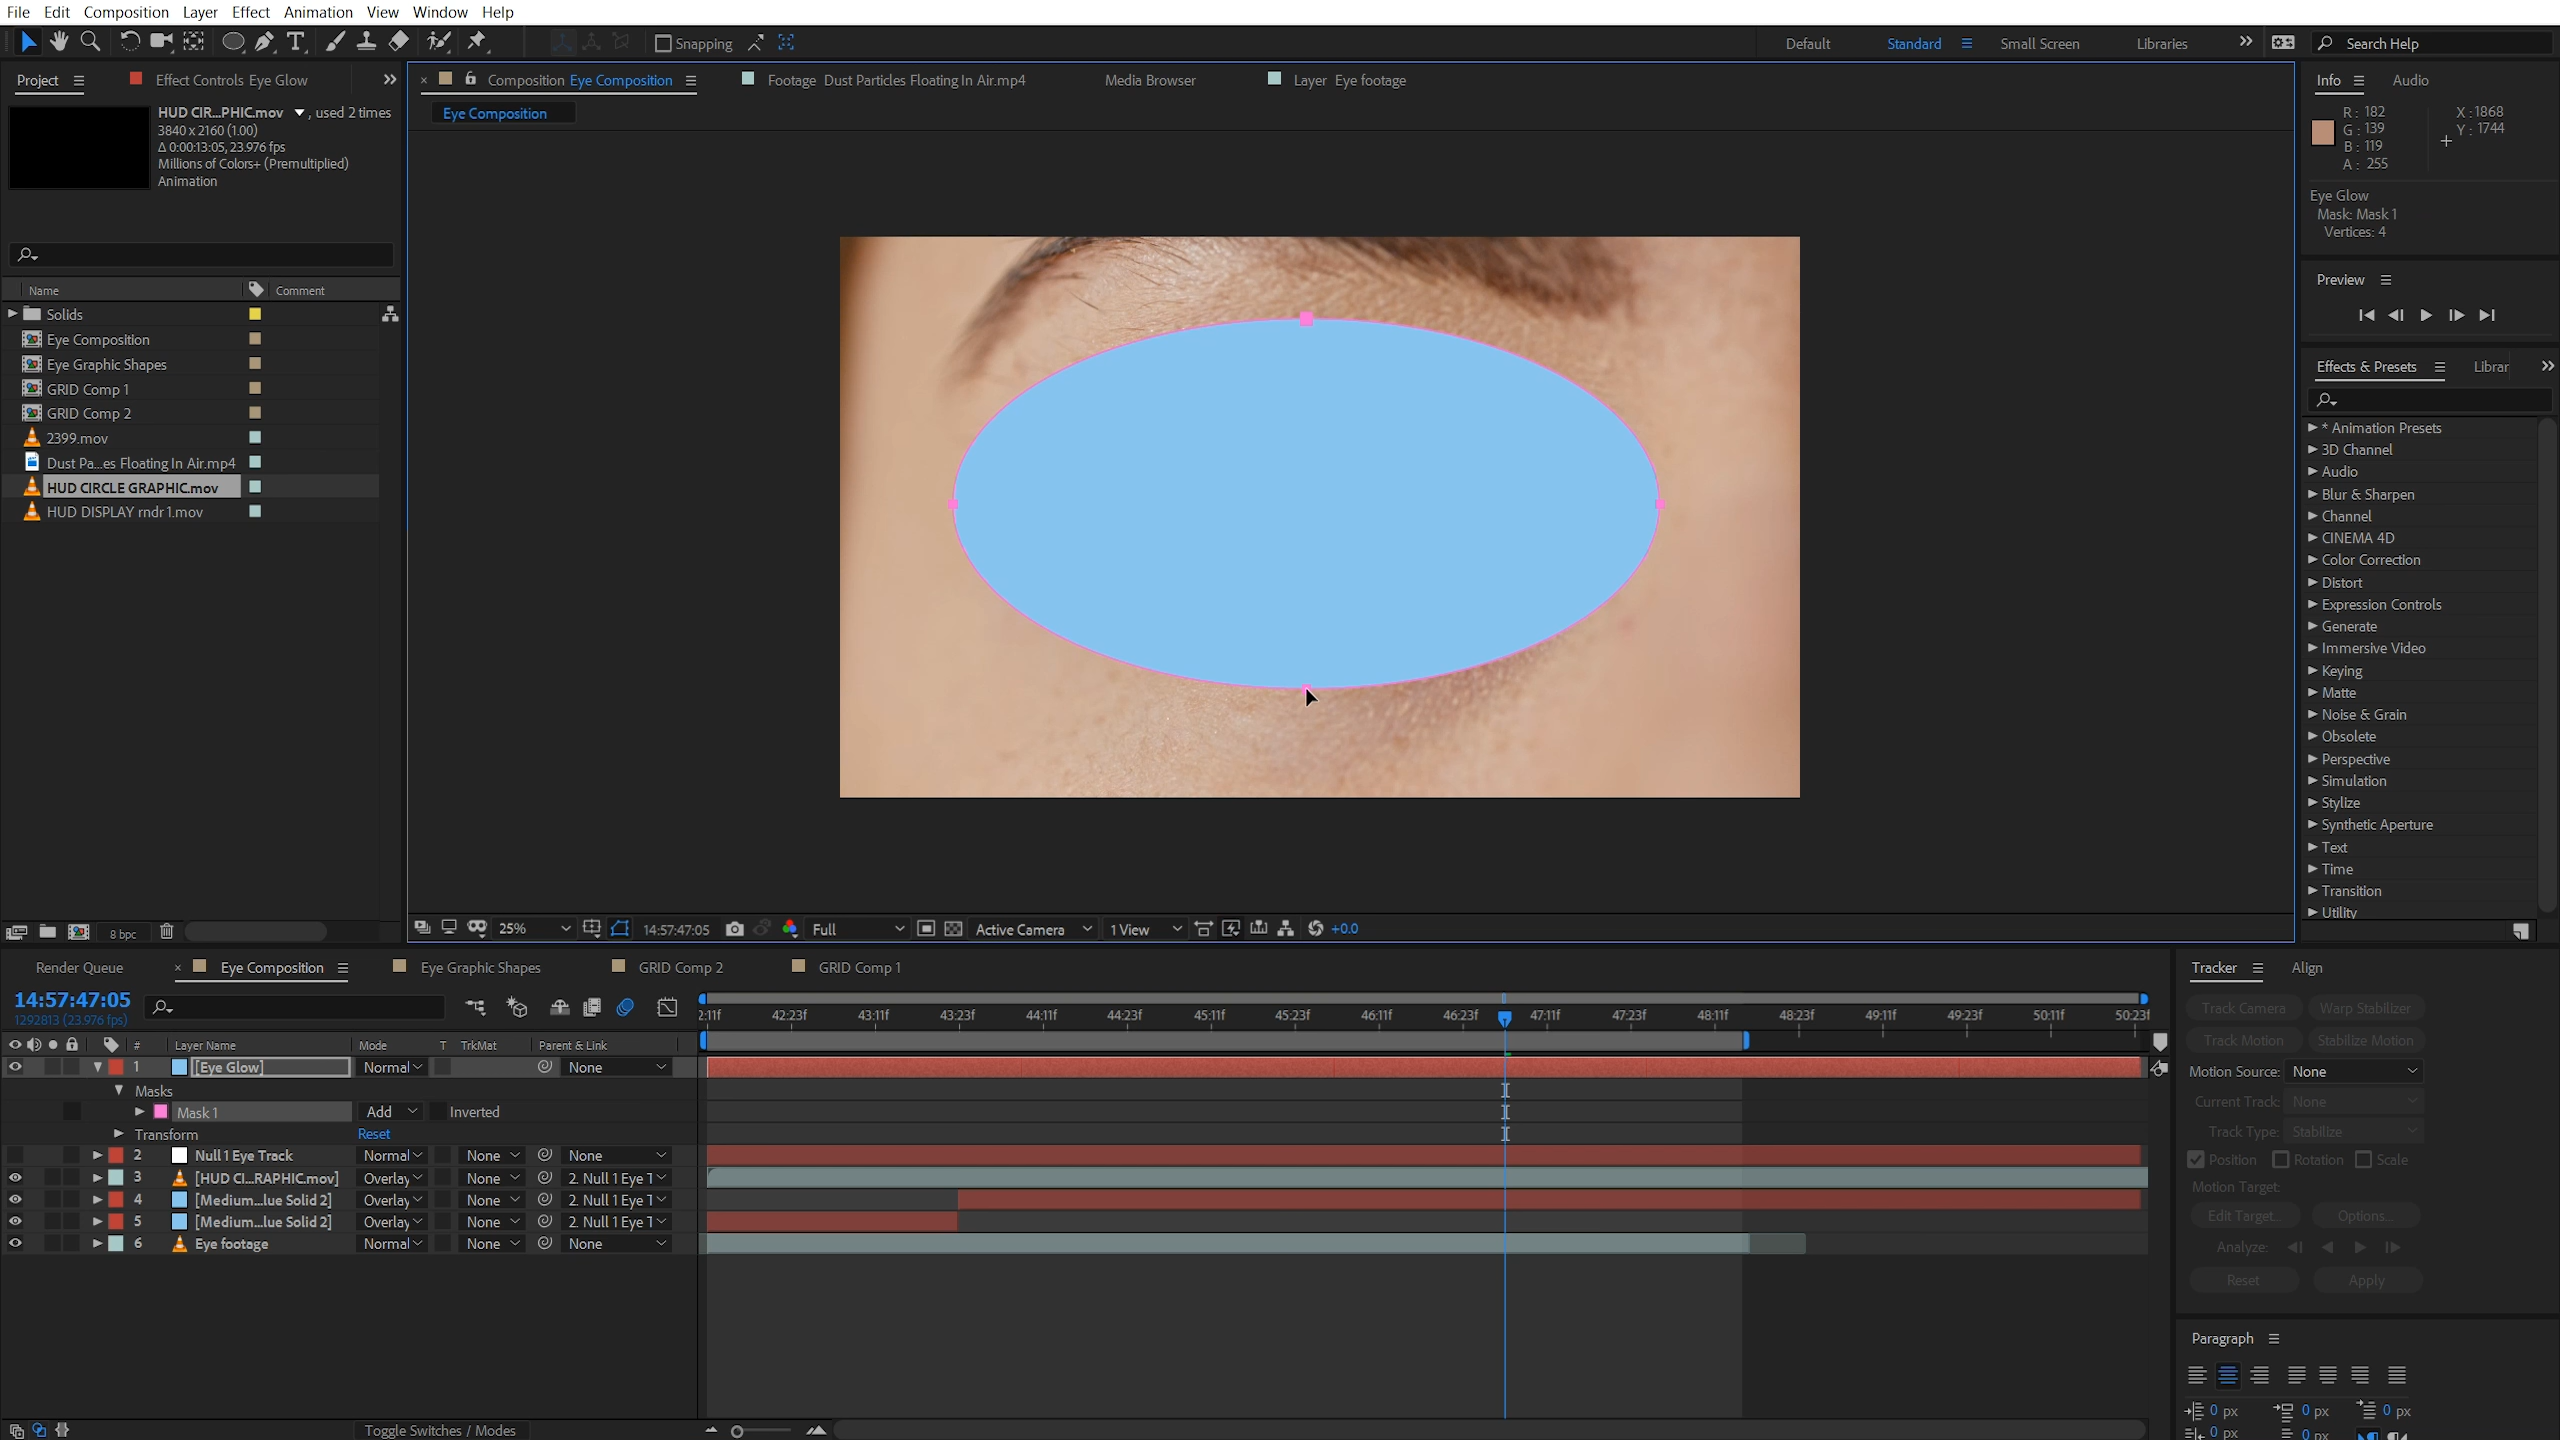 File Edit Composition Layer Effect Animation View Window Help
Snapping
Default Standard Small Screen Libraries Search Help
Project Effect Controls Eye Glow
Composition Eye Composition Footage Dust Particles Floating In Air.mp4 Media Browser Layer Eye footage
Info Audio
Eye Composition
HUD CIR...PHIC.mov , used 2 times
3840 x 2160 (1.00)
Δ 0:00:13:05, 23.976 fps
Millions of Colors+ (Premultiplied)
Animation
R: 182
G: 139
B: 119
A: 255
X: 1868
Y: 1744
Eye Glow
Mask: Mask 1
Vertices: 4
Name Comment
Solids
Eye Composition
Eye Graphic Shapes
GRID Comp 1
GRID Comp 2
2399.mov
Dust Pa...es Floating In Air.mp4
HUD CIRCLE GRAPHIC.mov
HUD DISPLAY rndr 1.mov
Preview
Effects & Presets Librar
* Animation Presets
3D Channel
Audio
Blur & Sharpen
Channel
CINEMA 4D
Color Correction
Distort
Expression Controls
Generate
Immersive Video
Keying
Matte
Noise & Grain
Obsolete
Perspective
Simulation
Stylize
Synthetic Aperture
Text
Time
Transition
Utility
8 bpc
25% 14:57:47:05 Full Active Camera 1 View +0.0
Render Queue Eye Composition Eye Graphic Shapes GRID Comp 2 GRID Comp 1
14:57:47:05
1292813 (23.976 fps)
2:11f 42:23f 43:11f 43:23f 44:11f 44:23f 45:11f 45:23f 46:11f 46:23f 47:11f 47:23f 48:11f 48:23f 49:11f 49:23f 50:11f 50:23f
# Layer Name Mode T TrkMat Parent & Link
1 [Eye Glow] Normal None
Masks
Mask 1 Add Inverted
Transform Reset
2 Null 1 Eye Track Normal None None
3 [HUD CI...RAPHIC.mov] Overlay None 2. Null 1 Eye T
4 [Medium...lue Solid 2] Overlay None 2. Null 1 Eye T
5 [Medium...lue Solid 2] Overlay None 2. Null 1 Eye T
6 Eye footage Normal None None
Toggle Switches / Modes
Tracker Align
Track Camera Warp Stabilizer
Track Motion Stabilize Motion
Motion Source: None
Current Track: None
Track Type: Stabilize
Position Rotation Scale
Motion Target:
Edit Target... Options...
Analyze:
Reset Apply
Paragraph
0 px 0 px 0 px
0 px 0 px